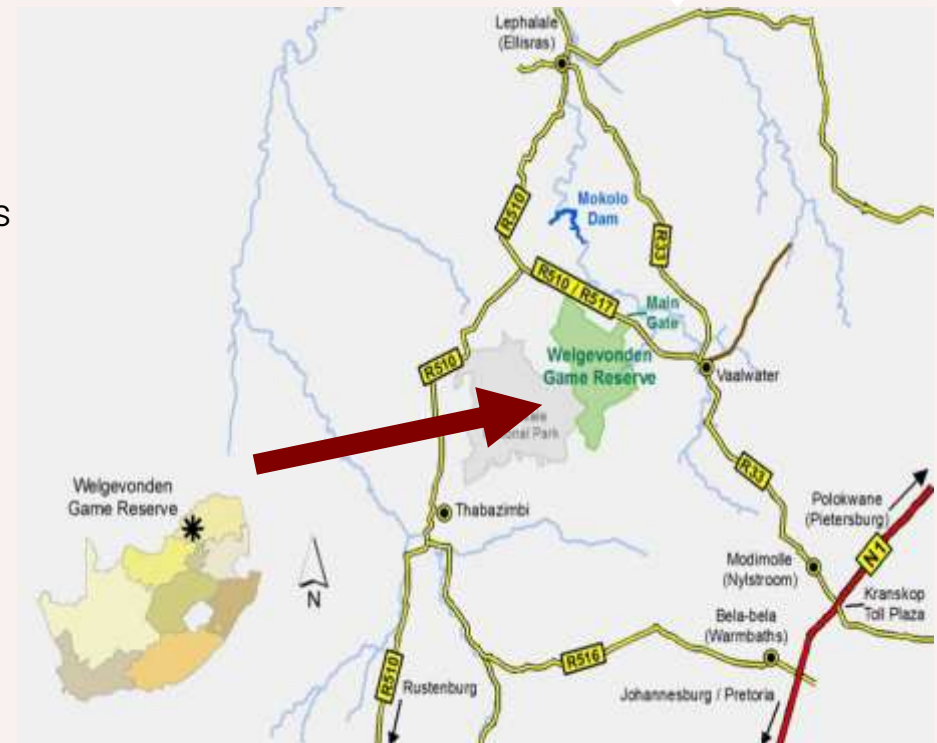 Lephalale
(Ellisras)
S
Mokolo
Dam
R510
R33
R510 / R517
Main
Gate
Welgevonden
Game Reserve
R510
Vaalwater
Park
R33
Welgevonden
Game Reserve
Polokwane
(Pietersburg)
Thabazimbi
N1
N
Modimolle
(Nylstroom)
Kranskop
Toll Plaza
Bela-bela
(Warmbaths)
R516
R510
Rustenburg
Johannesburg / Pretoria